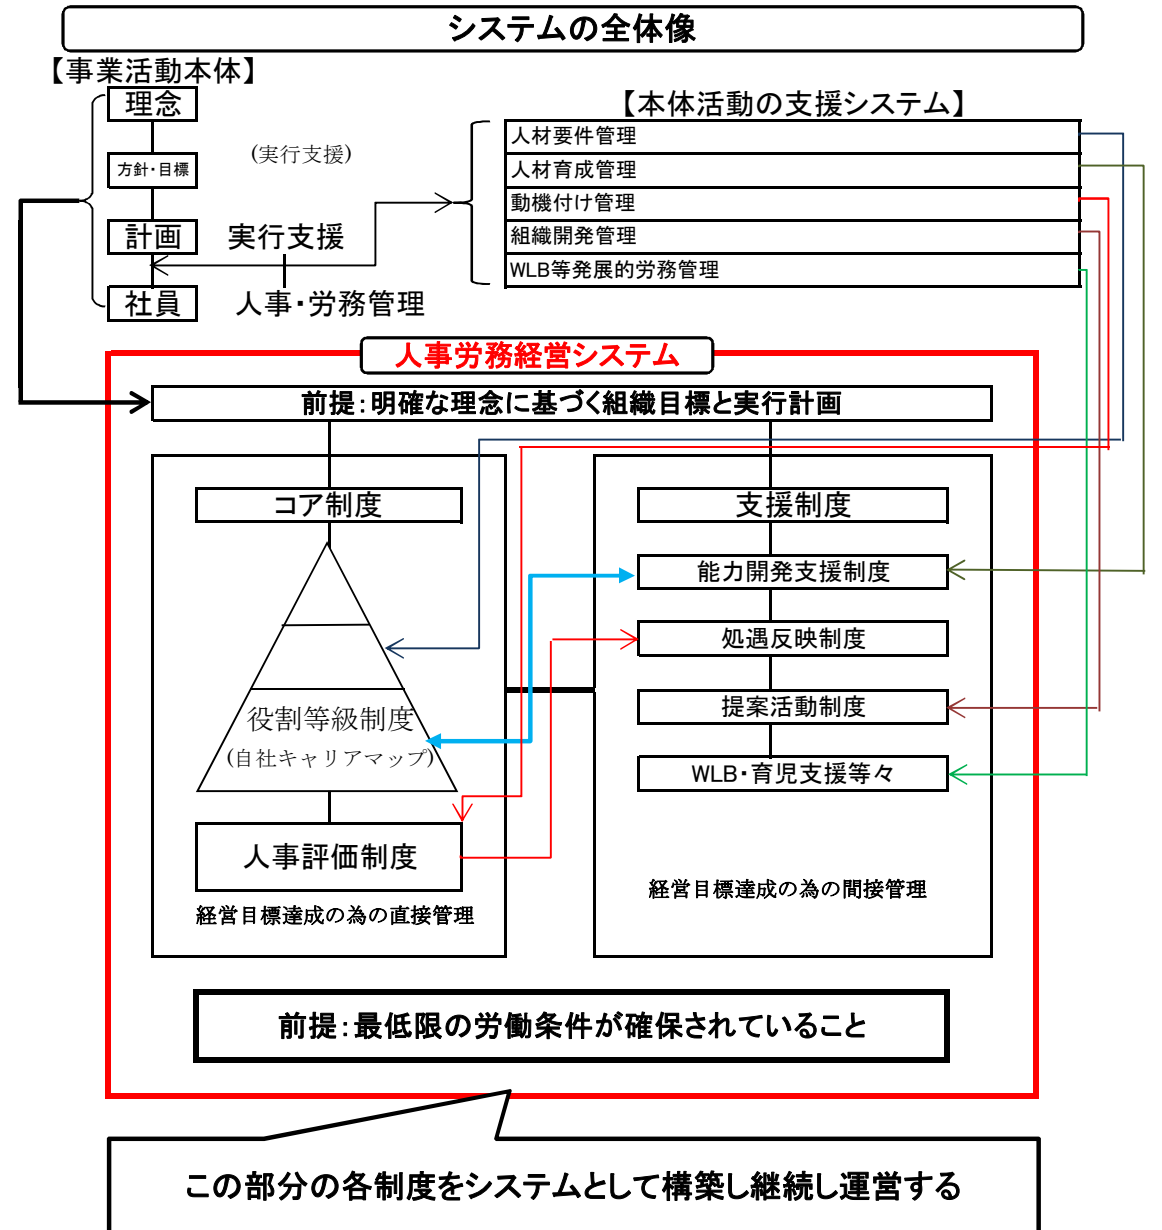 システムの全体像
【事業活動本体】
理念
方針・目標
計画
社員
(実行支援)
実行支援
人事・労務管理
【本体活動の支援システム】
人材要件管理
人材育成管理
動機付け管理
組織開発管理
WLB等発展的労務管理
人事労務経営システム
前提：明確な理念に基づく組織目標と実行計画
コア制度
役割等級制度
(自社キャリアマップ)
人事評価制度
経営目標達成の為の直接管理
支援制度
能力開発支援制度
処遇反映制度
提案活動制度
WLB・育児支援等々
経営目標達成の為の間接管理
前提：最低限の労働条件が確保されていること
この部分の各制度をシステムとして構築し継続し運営する